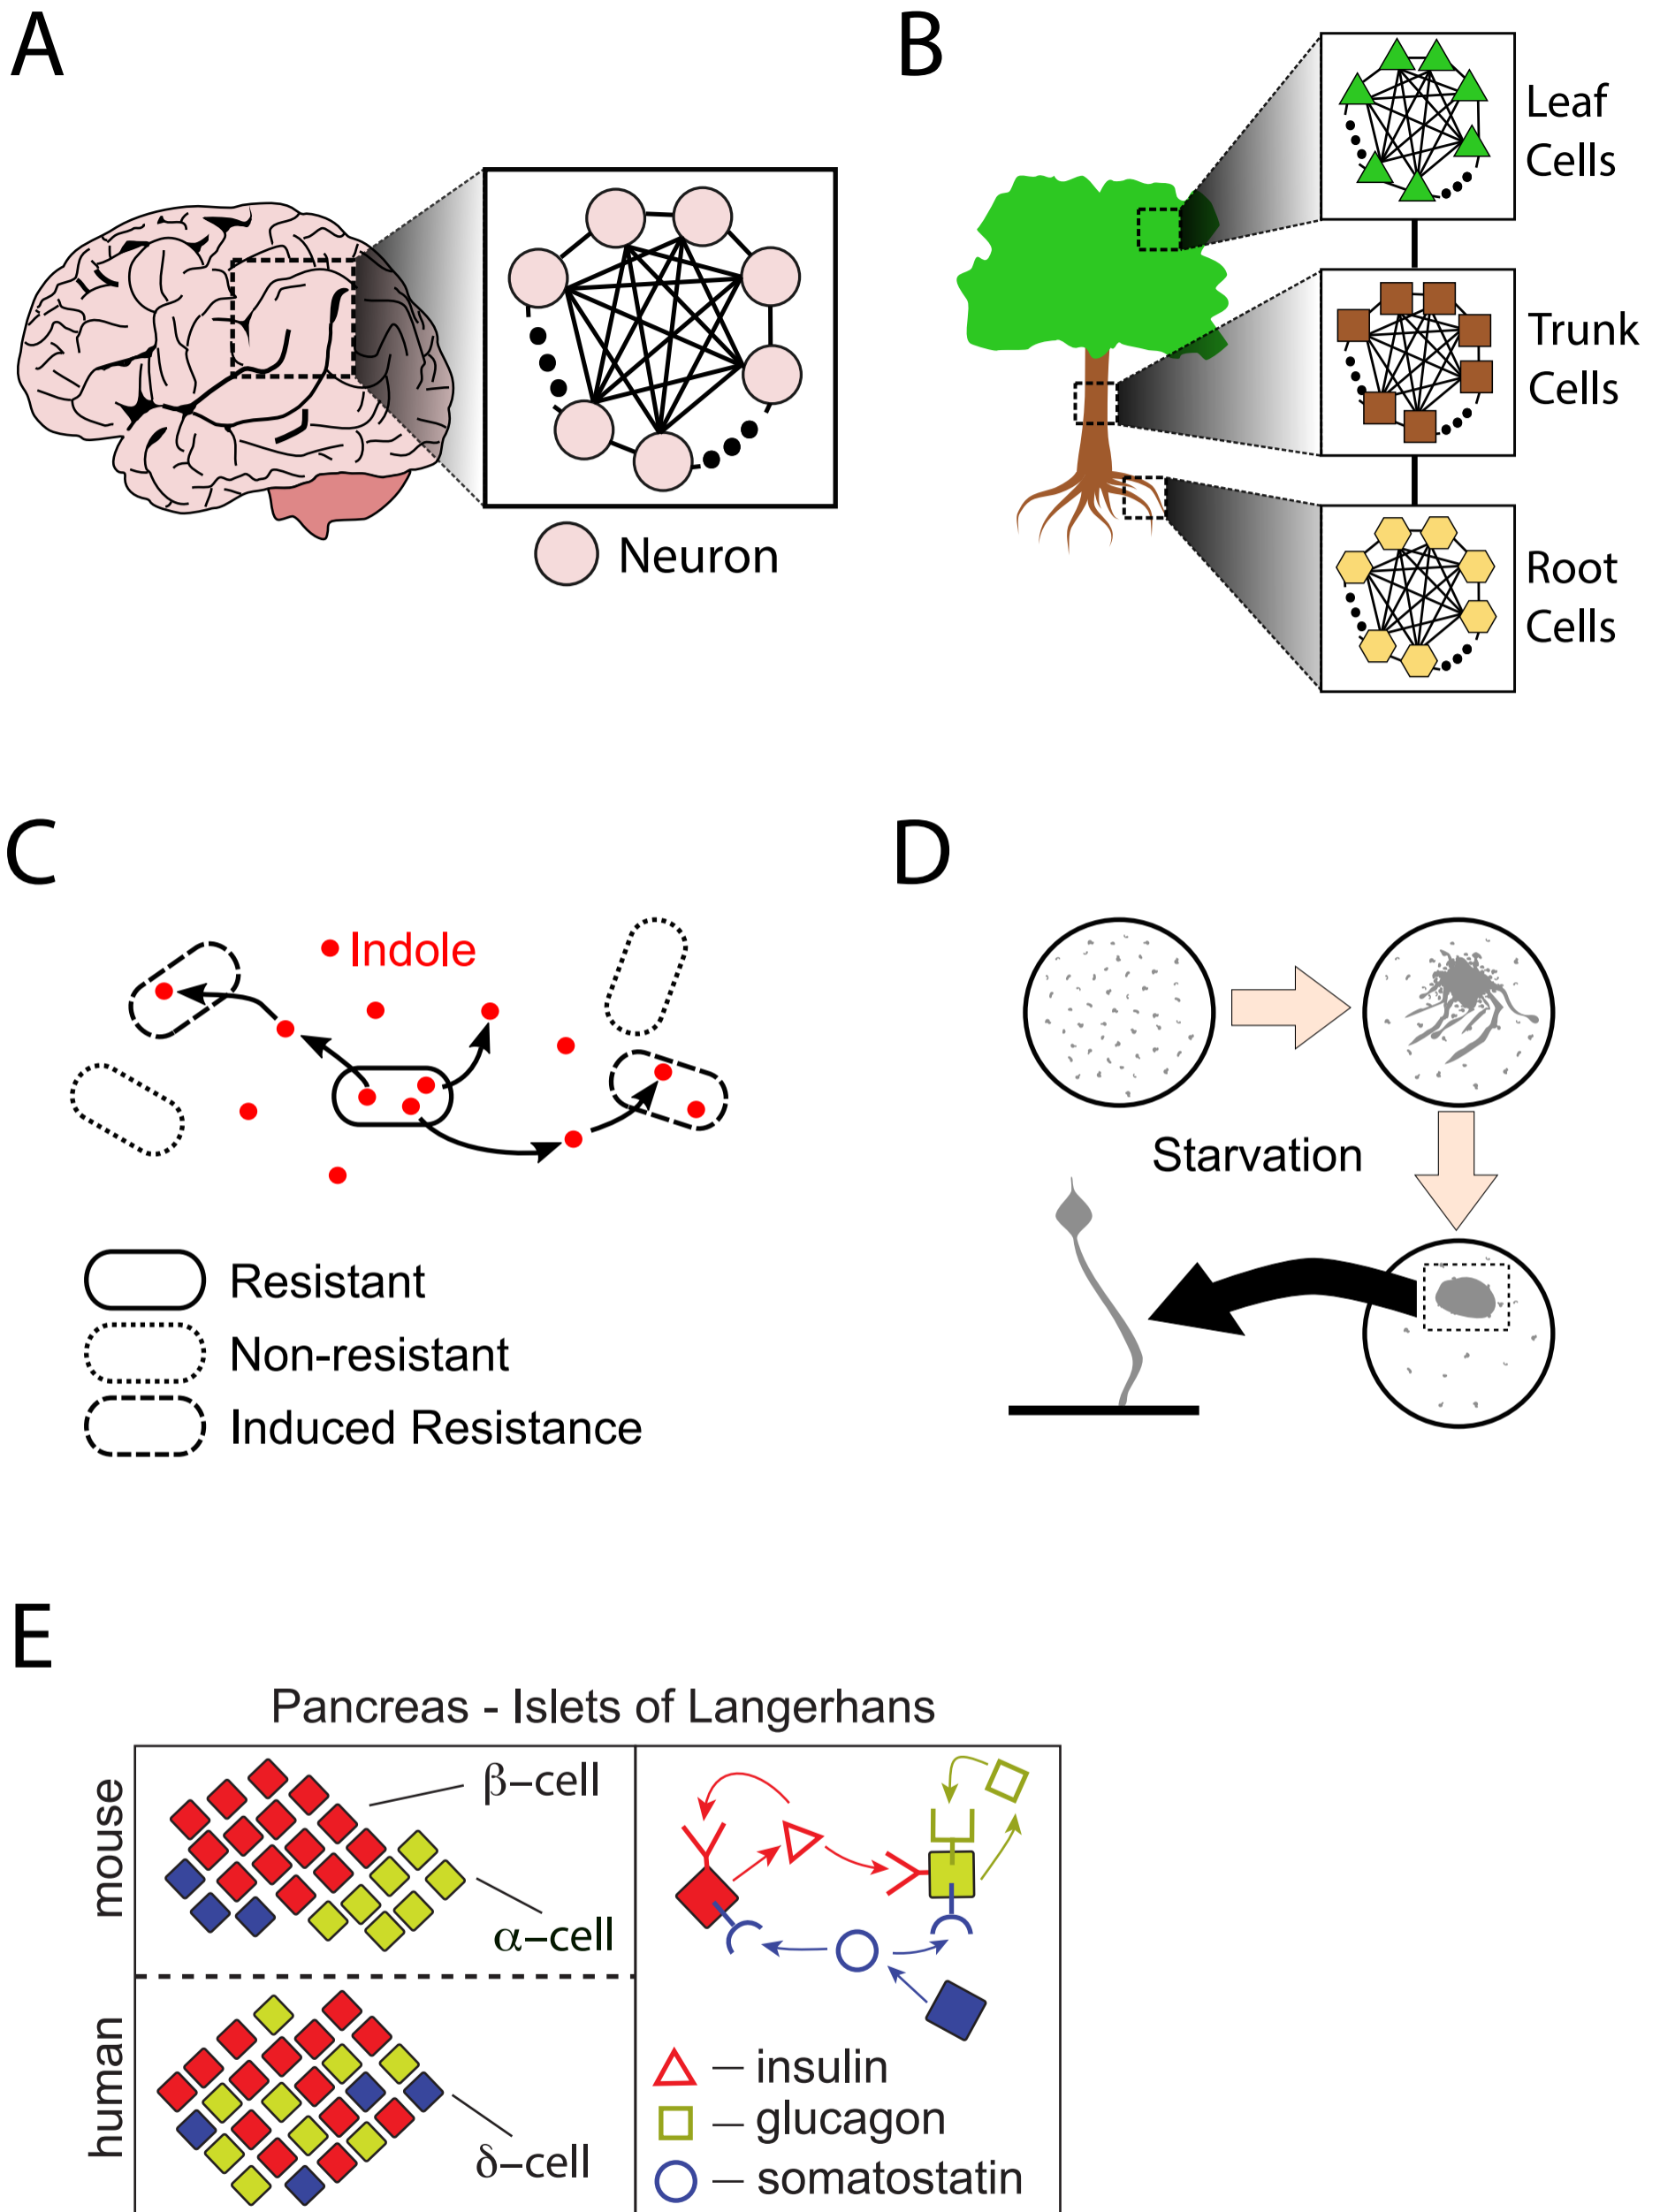 A
Neuron
B
Leaf
Cells
Trunk
Cells
Root
Cells
C
Indole
Resistant
Non-resistant
Induced Resistance
D
Starvation
E
Pancreas - Islets of Langerhans
mouse
β–cell
α–cell
human
δ–cell
— insulin
— glucagon
— somatostatin